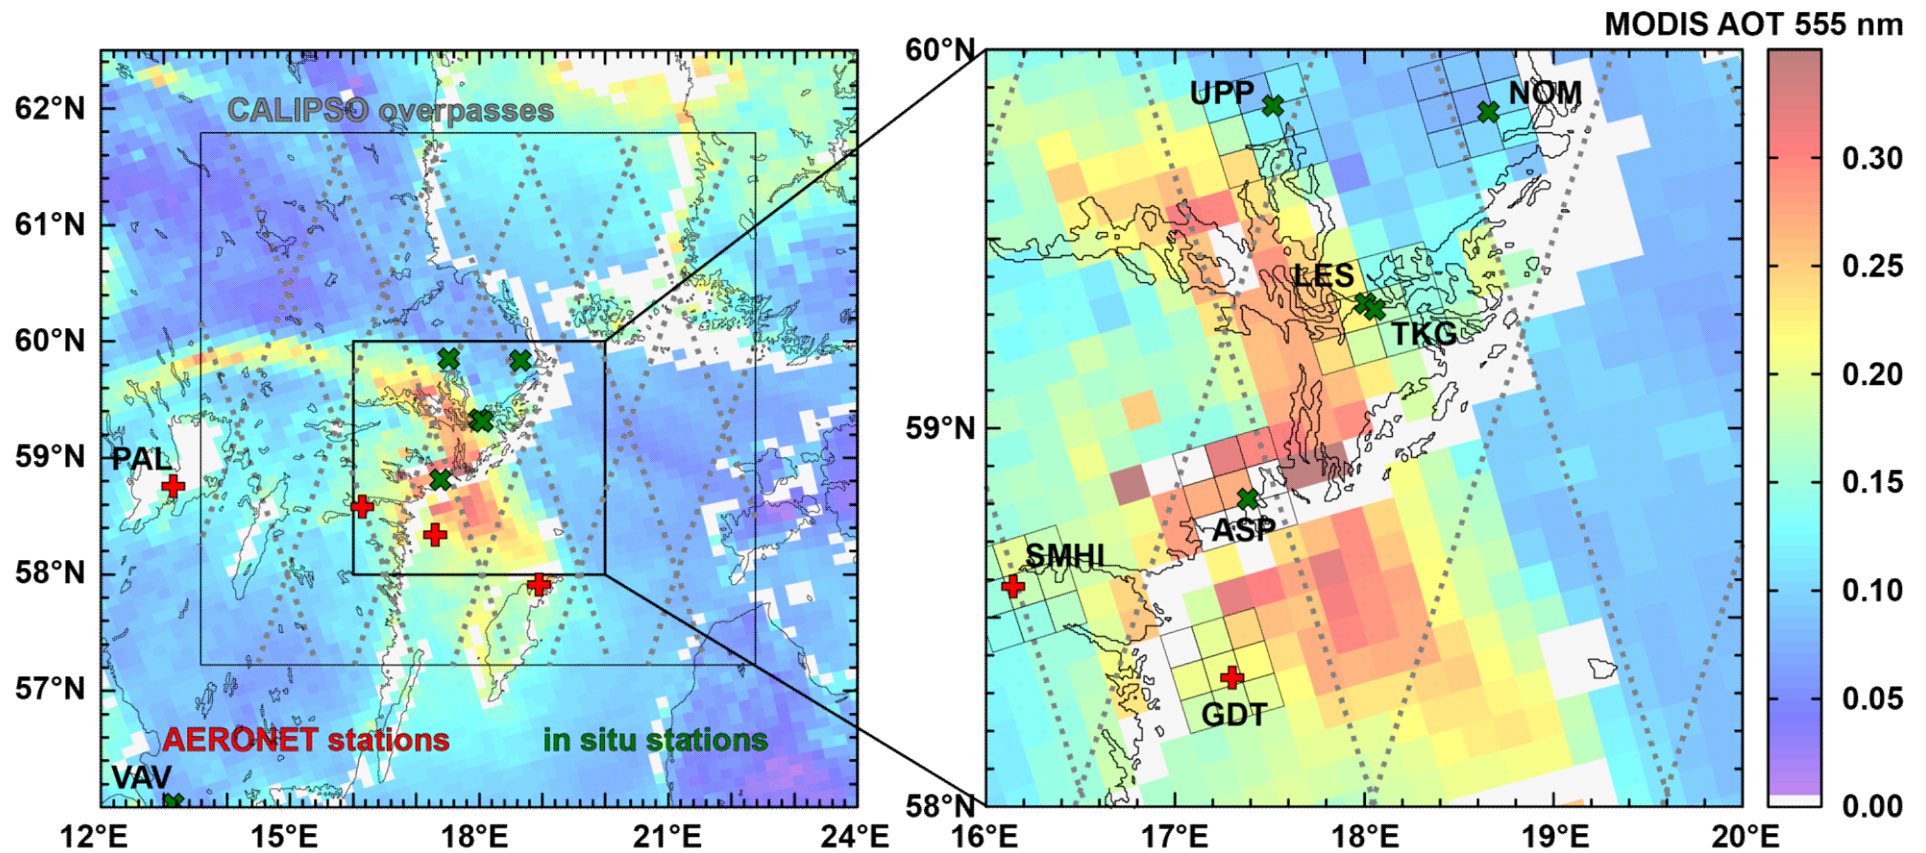 MODIS AOT 555 nm
62°N
61°N
60°N
59°N
58°N
57°N
CALIPSO overpasses
PAL
AERONET stations
in situ stations
VAV
12°E
15°E
18°E
21°E
24°E
60°N
59°N
58°N
UPP
NOM
LES
TKG
ASP
SMHI
GDT
16°E
17°E
18°E
19°E
20°E
0.30
0.25
0.20
0.15
0.10
0.05
0.00